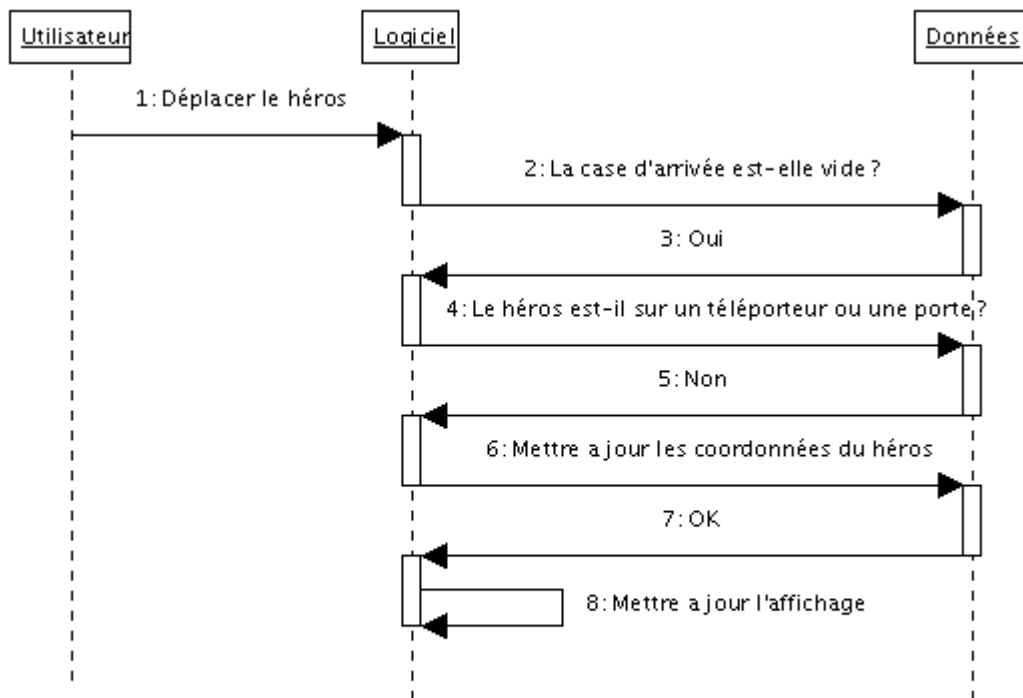 Utilisateur
Logiciel
Données
1: Déplacer le héros
2: La case d'arrivée est-elle vide ?
3: Oui
4: Le héros est-il sur un téléporteur ou une porte ?
5: Non
6: Mettre a jour les coordonnées du héros
7: OK
8: Mettre a jour l'affichage